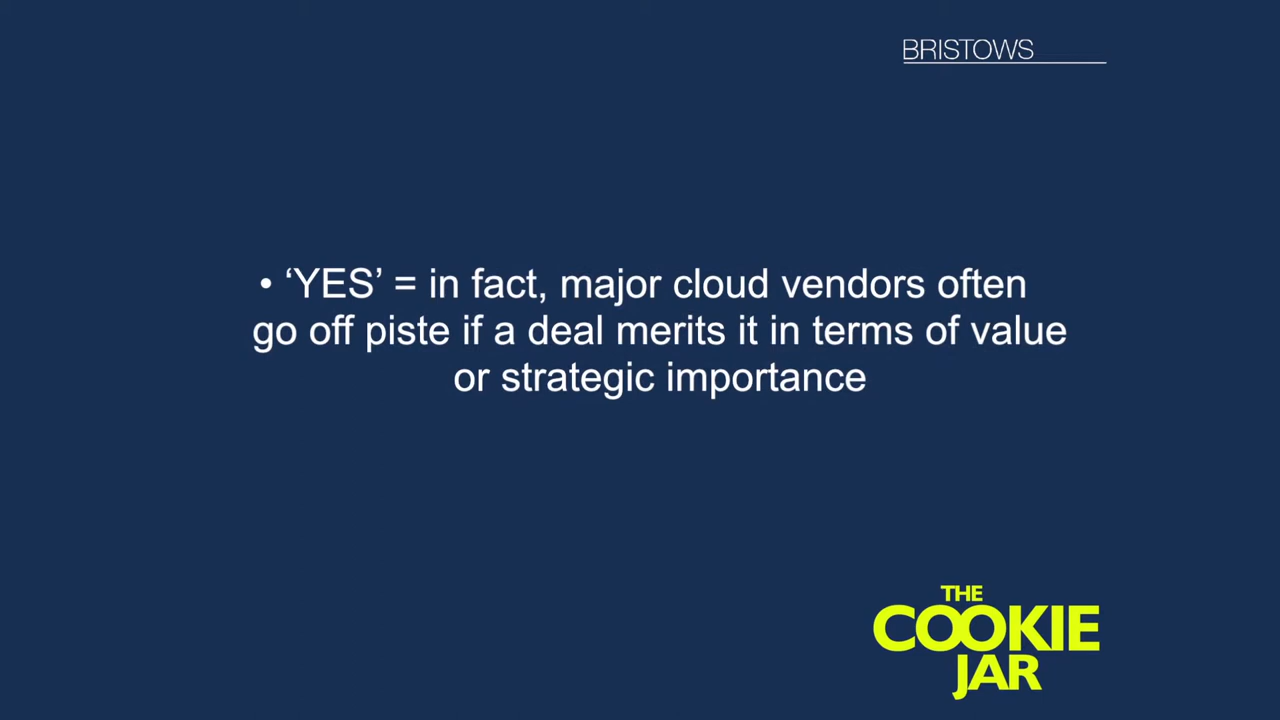 BRISTOWS
• ‘YES’ = in fact, major cloud vendors often
go off piste if a deal merits it in terms of value
or strategic importance
THE
COOKIE
JAR